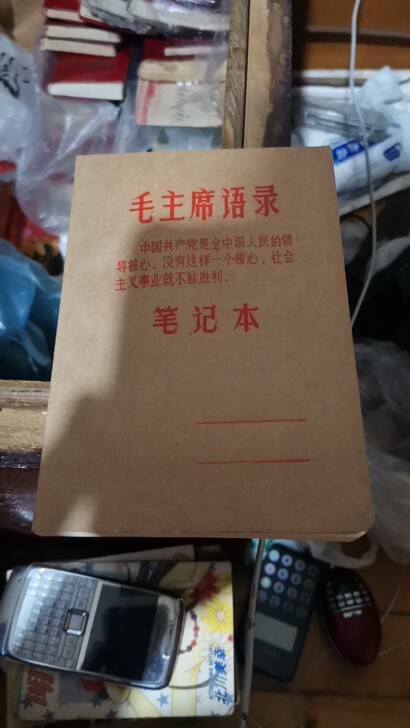 毛主席语录
中国共产党是全中国人民的领
导核心。没有这样一个核心，社会
主义事业就不能胜利。
笔记本